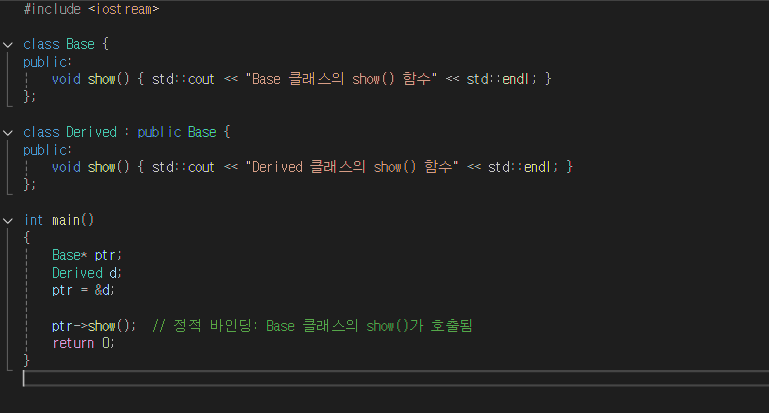 #include <iostream>
class Base {
public:
void show() { std::cout << "Base 클래스의 show() 함수" << std::endl; }
};
class Derived : public Base {
public:
void show() { std::cout << "Derived 클래스의 show() 함수" << std::endl; }
};
int main()
{
Base* ptr;
Derived d;
ptr = &d;
ptr->show();  // 정적 바인딩: Base 클래스의 show()가 호출됨
return 0;
}